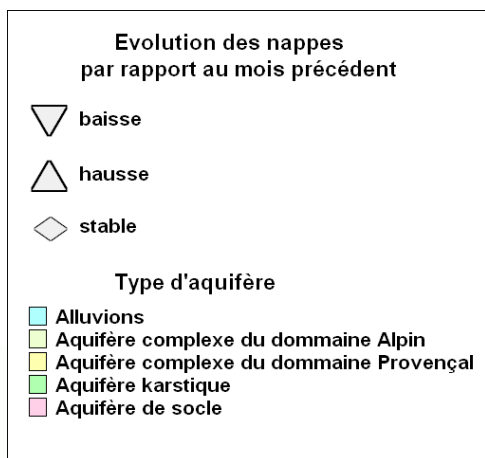 Evolution des nappes
par rapport au mois précédent
baisse
hausse
stable
Type d'aquifère
Alluvions
Aquifère complexe du dommaine Alpin
Aquifère complexe du dommaine Provençal
Aquifère karstique
Aquifère de socle